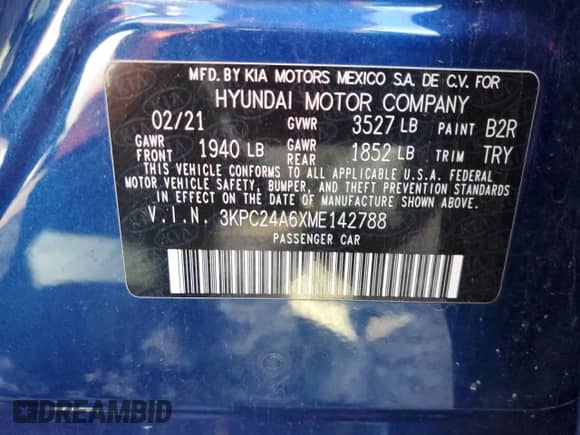 MFD. BY KIA MOTORS MEXICO S.A. DE C.V. FOR
HYUNDAI MOTOR COMPANY
02/21 GVWR 3527 LB PAINT B2R
GAWR FRONT 1940 LB GAWR REAR 1852 LB TRIM TRY
THIS VEHICLE CONFORMS TO ALL APPLICABLE U.S.A. FEDERAL
MOTOR VEHICLE SAFETY, BUMPER, AND THEFT PREVENTION STANDARDS
IN EFFECT ON THE DATE OF MANUFACTURE SHOWN ABOVE.
V.I.N. 3KPC24A6XME142788
PASSENGER CAR
DREAMBID